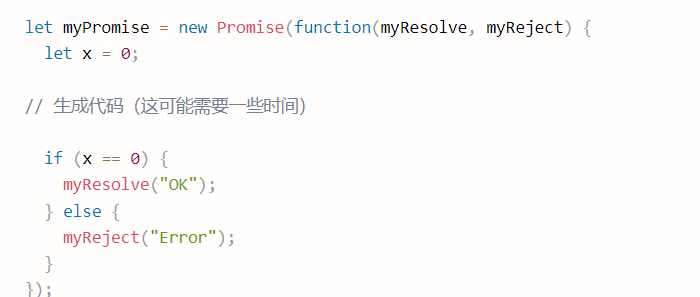 let myPromise = new Promise(function(myResolve, myReject) {
  let x = 0;

// 生成代码（这可能需要一些时间）

  if (x == 0) {
    myResolve("OK");
  } else {
    myReject("Error");
  }
});